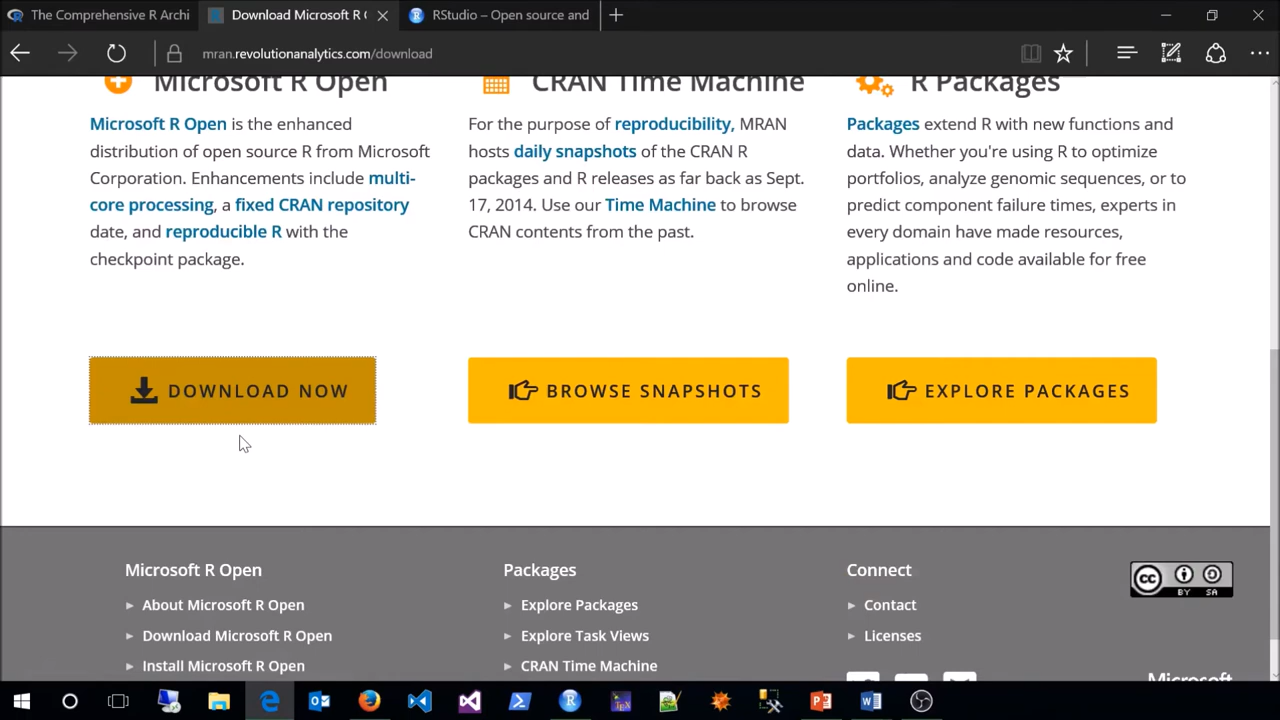 The Comprehensive R Archi
Download Microsoft R
RStudio – Open source and
mran.revolutionanalytics.com/download
Microsoft R Open
CRAN Time Machine
R Packages
Microsoft R Open is the enhanced
distribution of open source R from Microsoft
Corporation. Enhancements include multi-
core processing, a fixed CRAN repository
date, and reproducible R with the
checkpoint package.
For the purpose of reproducibility, MRAN
hosts daily snapshots of the CRAN R
packages and R releases as far back as Sept.
17, 2014. Use our Time Machine to browse
CRAN contents from the past.
Packages extend R with new functions and
data. Whether you're using R to optimize
portfolios, analyze genomic sequences, or to
predict component failure times, experts in
every domain have made resources,
applications and code available for free
online.
DOWNLOAD NOW
BROWSE SNAPSHOTS
EXPLORE PACKAGES
Microsoft R Open
About Microsoft R Open
Download Microsoft R Open
Install Microsoft R Open
Packages
Explore Packages
Explore Task Views
CRAN Time Machine
Connect
Contact
Licenses
cc
BY SA
Microsoft